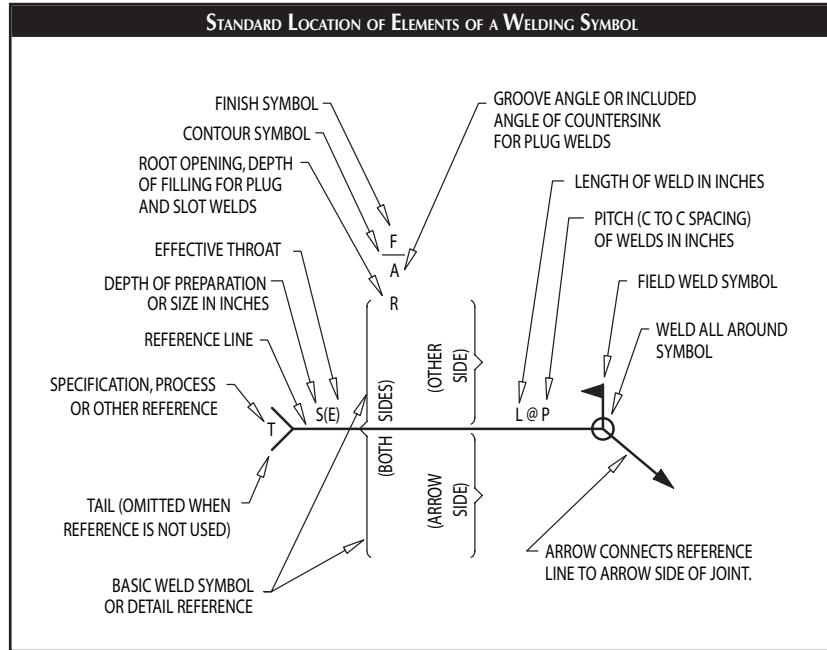 STANDARD LOCATION OF ELEMENTS OF A WELDING SYMBOL
FINISH SYMBOL
CONTOUR SYMBOL
ROOT OPENING, DEPTH
OF FILLING FOR PLUG
AND SLOT WELDS
EFFECTIVE THROAT
DEPTH OF PREPARATION
OR SIZE IN INCHES
REFERENCE LINE
SPECIFICATION, PROCESS
OR OTHER REFERENCE
TAIL (OMITTED WHEN
REFERENCE IS NOT USED)
BASIC WELD SYMBOL
OR DETAIL REFERENCE
GROOVE ANGLE OR INCLUDED
ANGLE OF COUNTERSINK
FOR PLUG WELDS
LENGTH OF WELD IN INCHES
PITCH (C TO C SPACING)
OF WELDS IN INCHES
FIELD WELD SYMBOL
WELD ALL AROUND
SYMBOL
ARROW CONNECTS REFERENCE
LINE TO ARROW SIDE OF JOINT.
F
A
R
T
S(E)
(BOTH SIDES)
(OTHER
SIDE)
(ARROW
SIDE)
L @ P